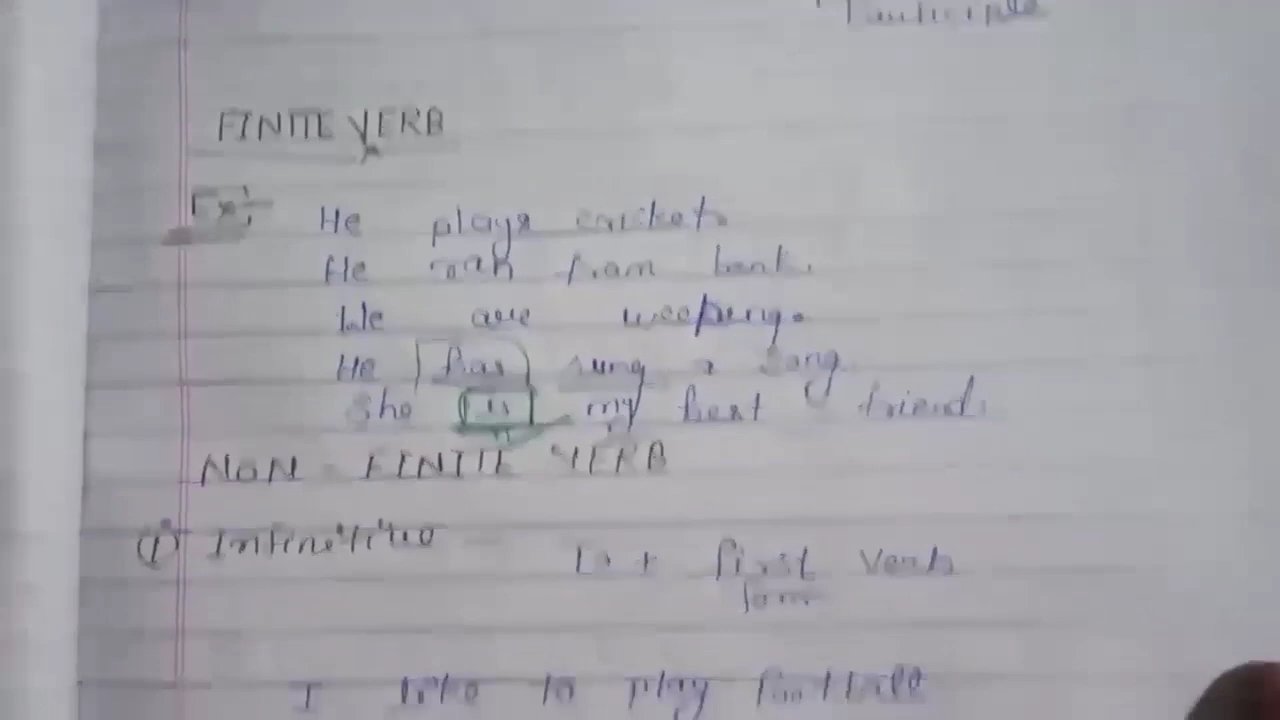 Participle
FINITE VERB
Ex:-
He plays cricket.
He from bank.
We are weeping.
He has sung a song.
She is my best friend.
NON - FINITE VERB
(1) Infinitive
to + first verb
form
I like to play football